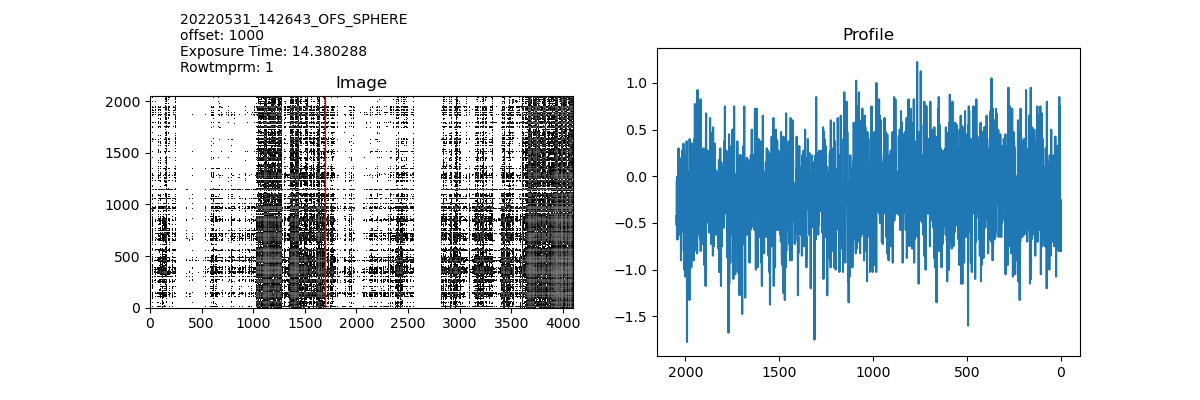 20220531_142643_OFS_SPHERE
offset: 1000
Exposure Time: 14.380288
Rowtmprm: 1
Image
2000
1500
1000
500
0
0 500 1000 1500 2000 2500 3000 3500 4000
Profile
1.0
0.5
0.0
−0.5
−1.0
−1.5
2000 1500 1000 500 0